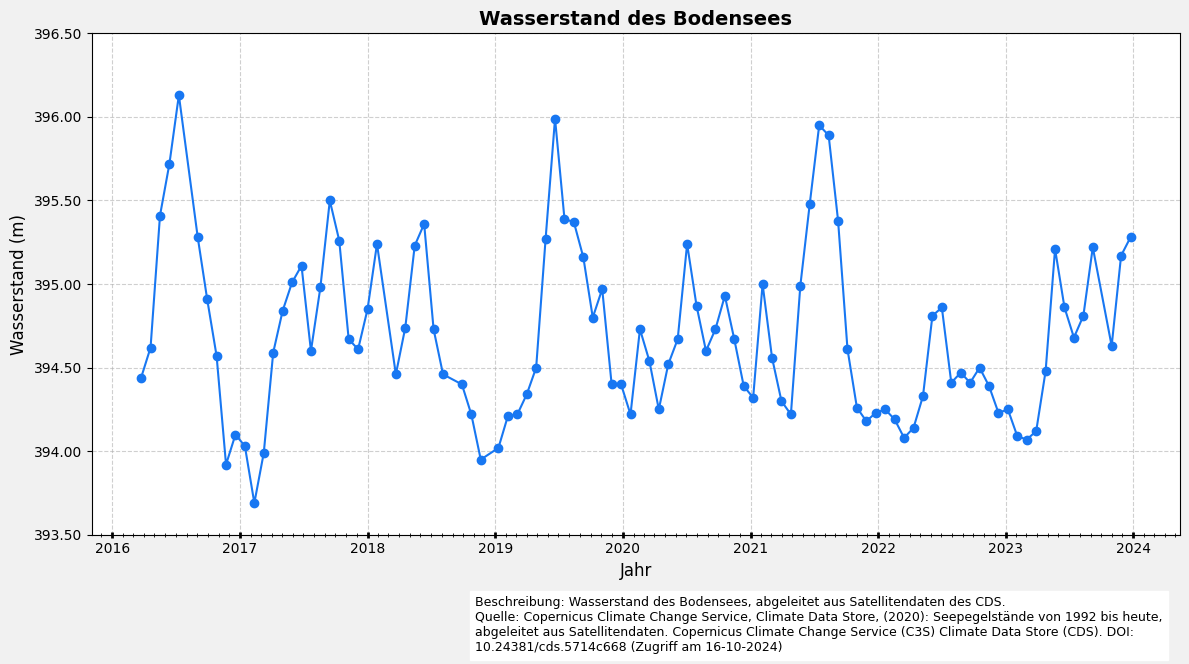 Wasserstand des Bodensees
396.50
396.00
395.50
395.00
394.50
394.00
393.50
Wasserstand (m)
2016 2017 2018 2019 2020 2021 2022 2023 2024
Jahr
Beschreibung: Wasserstand des Bodensees, abgeleitet aus Satellitendaten des CDS.
Quelle: Copernicus Climate Change Service, Climate Data Store, (2020): Seepegelstände von 1992 bis heute,
abgeleitet aus Satellitendaten. Copernicus Climate Change Service (C3S) Climate Data Store (CDS). DOI:
10.24381/cds.5714c668 (Zugriff am 16-10-2024)